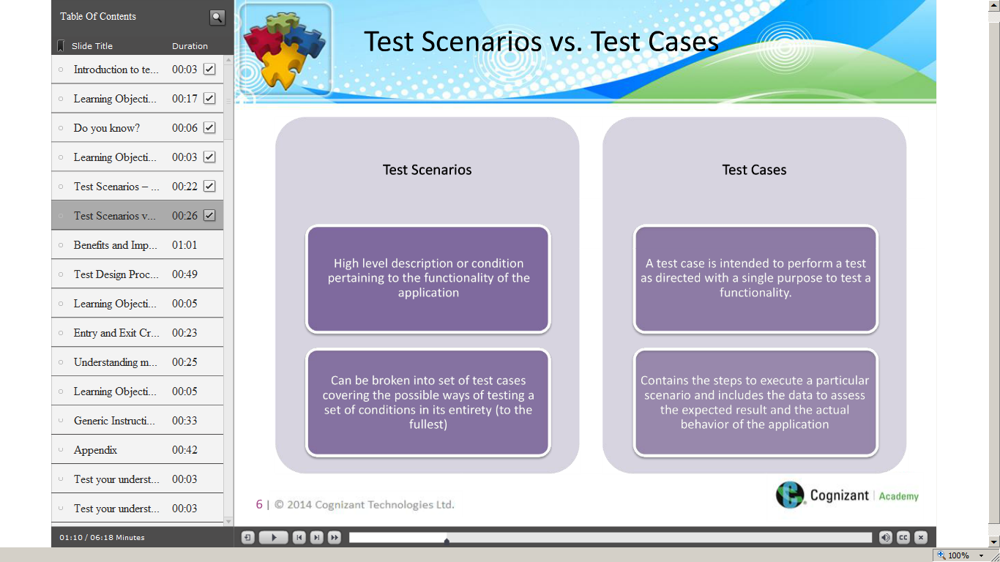 Table Of Contents
Slide Title Duration
Introduction to te... 00:03
Learning Objecti... 00:17
Do you know? 00:06
Learning Objecti... 00:03
Test Scenarios – ... 00:22
Test Scenarios v... 00:26
Benefits and Imp... 01:01
Test Design Proc... 00:49
Learning Objecti... 00:05
Entry and Exit Cr... 00:23
Understanding m... 00:25
Learning Objecti... 00:05
Generic Instructi... 00:33
Appendix 00:42
Test your underst... 00:03
Test your underst... 00:03
01:10 / 06:18 Minutes
Test Scenarios vs. Test Cases
Test Scenarios
High level description or condition
pertaining to the functionality of the
application
Can be broken into set of test cases
covering the possible ways of testing a
set of conditions in its entirety (to the
fullest)
Test Cases
A test case is intended to perform a test
as directed with a single purpose to test a
functionality.
Contains the steps to execute a particular
scenario and includes the data to assess
the expected result and the actual
behavior of the application
6 | © 2014 Cognizant Technologies Ltd.
Cognizant | Academy
CC
100%